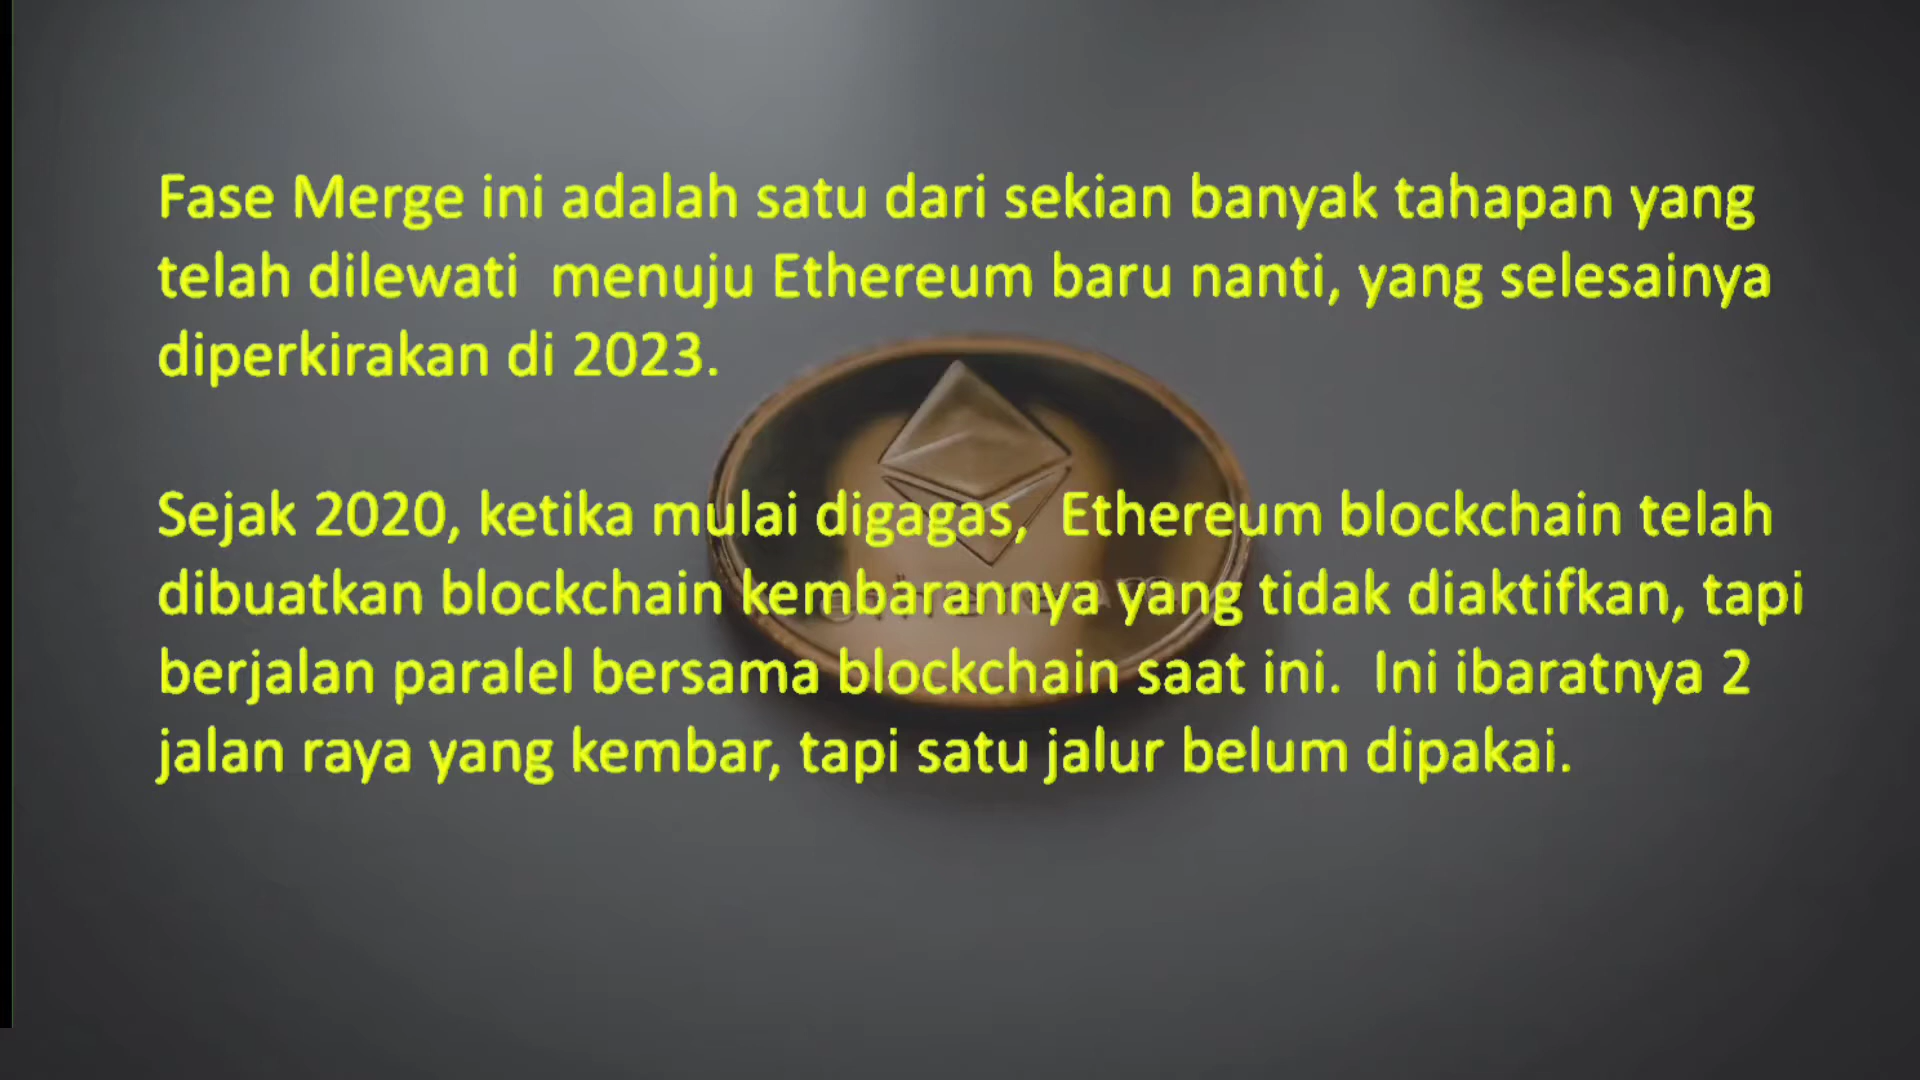 Fase Merge ini adalah satu dari sekian banyak tahapan yang
telah dilewati menuju Ethereum baru nanti, yang selesainya
diperkirakan di 2023.
Sejak 2020, ketika mulai digagas, Ethereum blockchain telah
dibuatkan blockchain kembarannya yang tidak diaktifkan, tapi
berjalan paralel bersama blockchain saat ini. Ini ibaratnya 2
jalan raya yang kembar, tapi satu jalur belum dipakai.